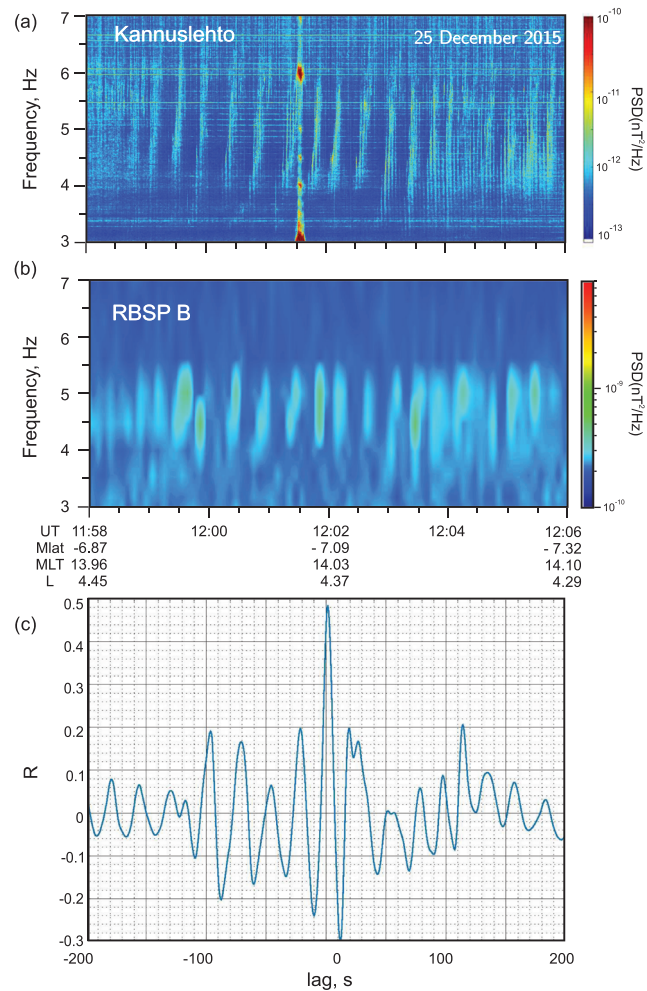 (a)
Kannuslehto
25 December 2015
Frequency, Hz
7
6
5
4
3
10-10
10-11
10-12
10-13
PSD(nT2/Hz)
(b)
RBSP B
Frequency, Hz
7
6
5
4
3
10-9
10-10
PSD(nT2/Hz)
UT 11:58 12:00 12:02 12:04 12:06
Mlat -6.87 - 7.09 - 7.32
MLT 13.96 14.03 14.10
L 4.45 4.37 4.29
(c)
R
0.5
0.4
0.3
0.2
0.1
0
-0.1
-0.2
-0.3
-200 -100 0 100 200
lag, s